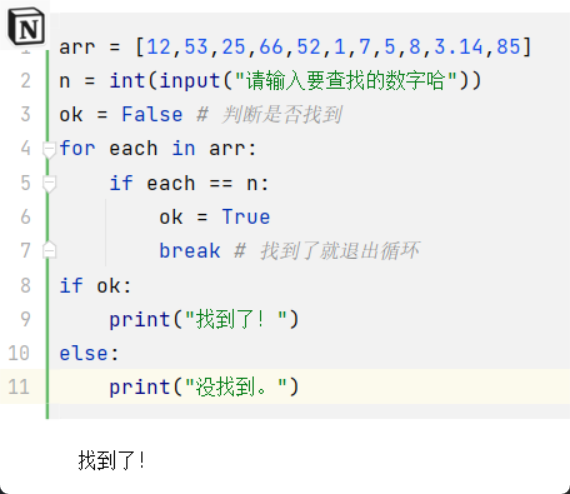 N
1 arr = [12,53,25,66,52,1,7,5,8,3.14,85]
2 n = int(input("请输入要查找的数字哈"))
3 ok = False # 判断是否找到
4 for each in arr:
5     if each == n:
6         ok = True
7         break # 找到了就退出循环
8 if ok:
9     print("找到了！")
10 else:
11     print("没找到。")
找到了！